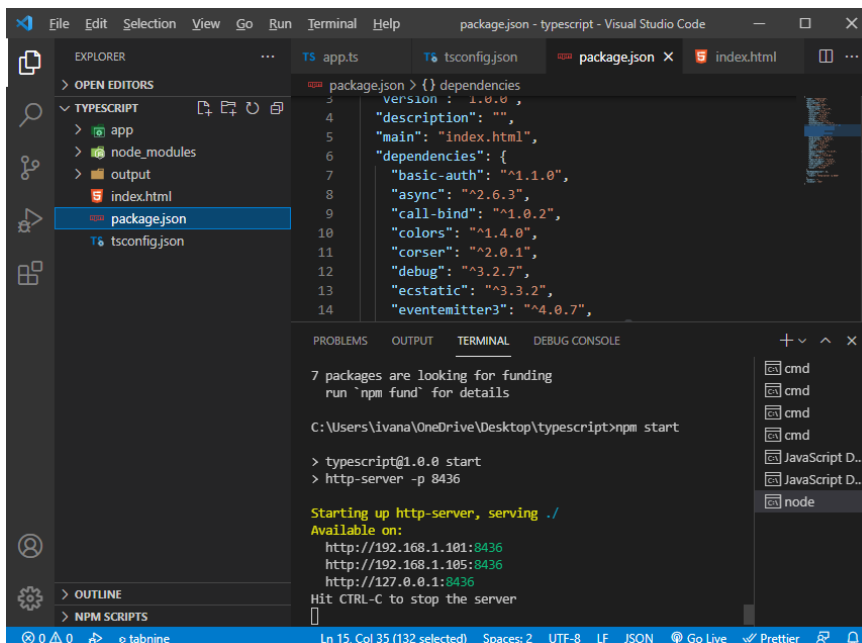 File Edit Selection View Go Run Terminal Help package.json - typescript - Visual Studio Code
EXPLORER
OPEN EDITORS
TYPESCRIPT
app
node_modules
output
index.html
package.json
tsconfig.json
OUTLINE
NPM SCRIPTS
TS app.ts
tsconfig.json
package.json
index.html
package.json > {} dependencies
3 "version": "1.0.0",
4 "description": "",
5 "main": "index.html",
6 "dependencies": {
7 "basic-auth": "^1.1.0",
8 "async": "^2.6.3",
9 "call-bind": "^1.0.2",
10 "colors": "^1.4.0",
11 "corser": "^2.0.1",
12 "debug": "^3.2.7",
13 "ecstatic": "^3.3.2",
14 "eventemitter3": "^4.0.7",
PROBLEMS OUTPUT TERMINAL DEBUG CONSOLE
7 packages are looking for funding
run `npm fund` for details
C:\Users\ivana\OneDrive\Desktop\typescript>npm start
> typescript@1.0.0 start
> http-server -p 8436
Starting up http-server, serving ./
Available on:
http://192.168.1.101:8436
http://192.168.1.105:8436
http://127.0.0.1:8436
Hit CTRL-C to stop the server
cmd
cmd
cmd
cmd
JavaScript D...
JavaScript D...
node
0 0 tabnine Ln 15, Col 35 (132 selected) Spaces: 2 UTF-8 LF JSON Go Live Prettier